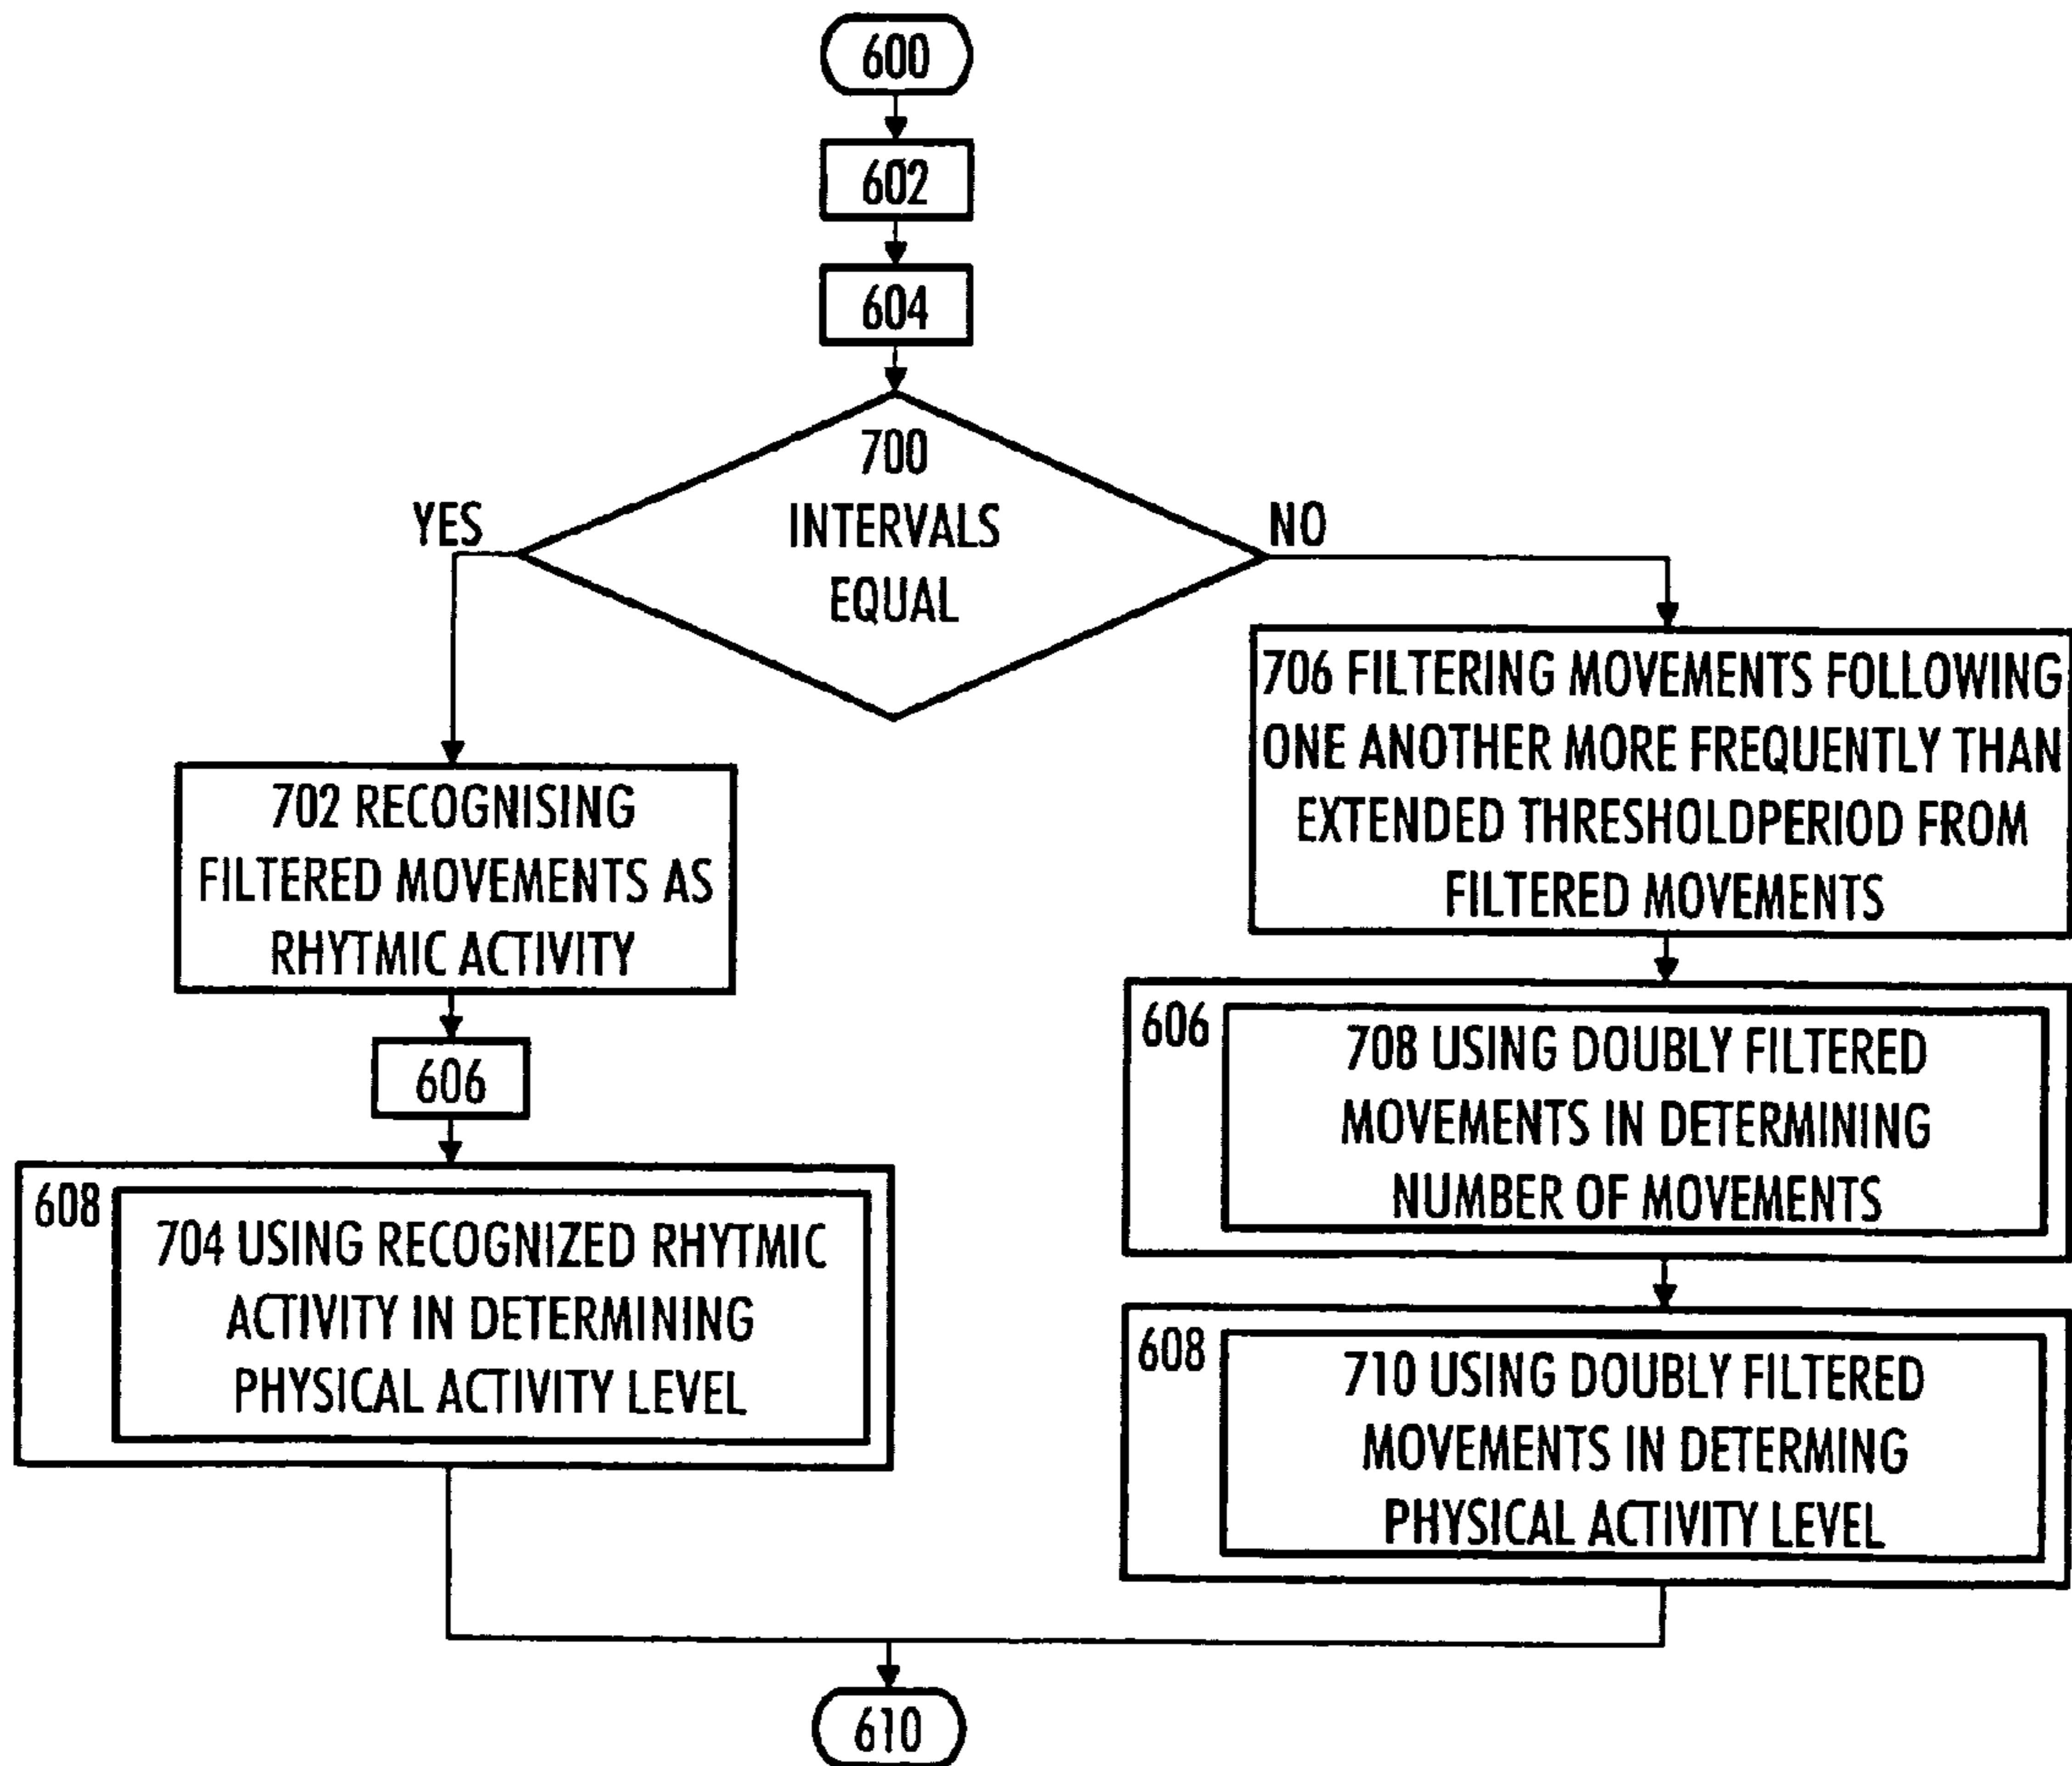 600
602
604
700
INTERVALS
EQUAL
YES
NO
702 RECOGNISING
FILTERED MOVEMENTS AS
RHYTMIC ACTIVITY
606
608
704 USING RECOGNIZED RHYTMIC
ACTIVITY IN DETERMINING
PHYSICAL ACTIVITY LEVEL
706 FILTERING MOVEMENTS FOLLOWING
ONE ANOTHER MORE FREQUENTLY THAN
EXTENDED THRESHOLDPERIOD FROM
FILTERED MOVEMENTS
606
708 USING DOUBLY FILTERED
MOVEMENTS IN DETERMINING
NUMBER OF MOVEMENTS
608
710 USING DOUBLY FILTERED
MOVEMENTS IN DETERMING
PHYSICAL ACTIVITY LEVEL
610